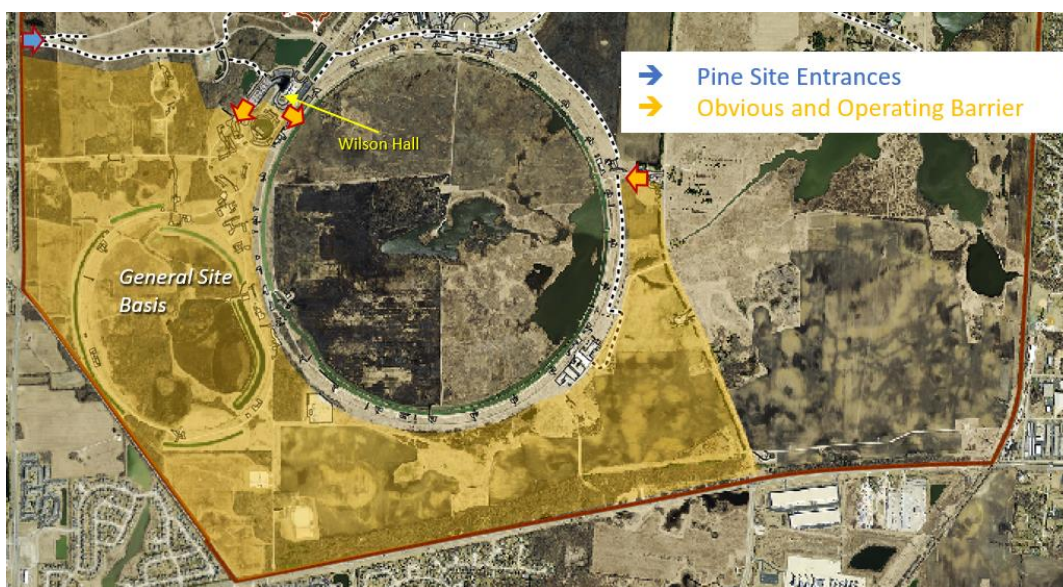 Pine Site Entrances
Obvious and Operating Barrier
Wilson Hall
General Site
Basis